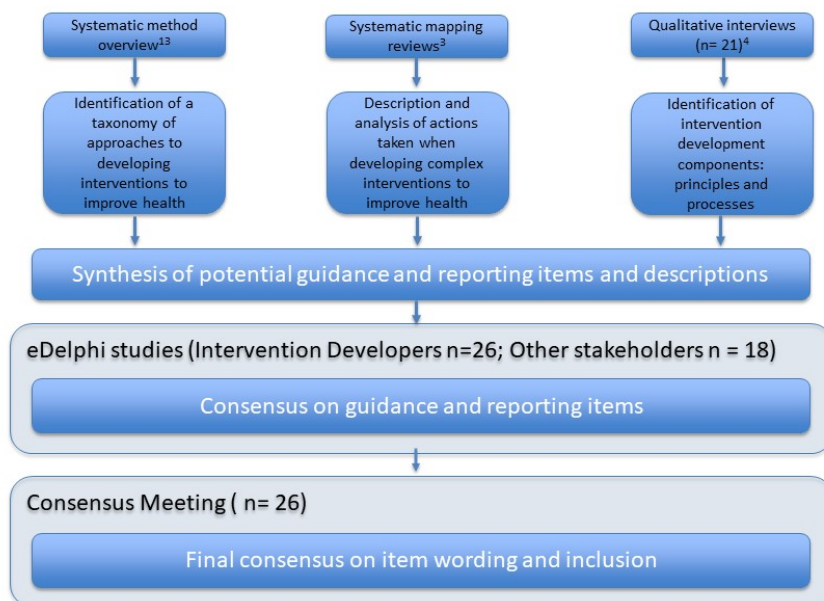 Systematic method
overview¹³
Identification of a
taxonomy of
approaches to
developing
interventions to
improve health
Systematic mapping
reviews³
Description and
analysis of actions
taken when
developing complex
interventions to
improve health
Qualitative interviews
(n= 21)⁴
Identification of
intervention
development
components:
principles and
processes
Synthesis of potential guidance and reporting items and descriptions
eDelphi studies (Intervention Developers n=26; Other stakeholders n = 18)
Consensus on guidance and reporting items
Consensus Meeting ( n= 26)
Final consensus on item wording and inclusion